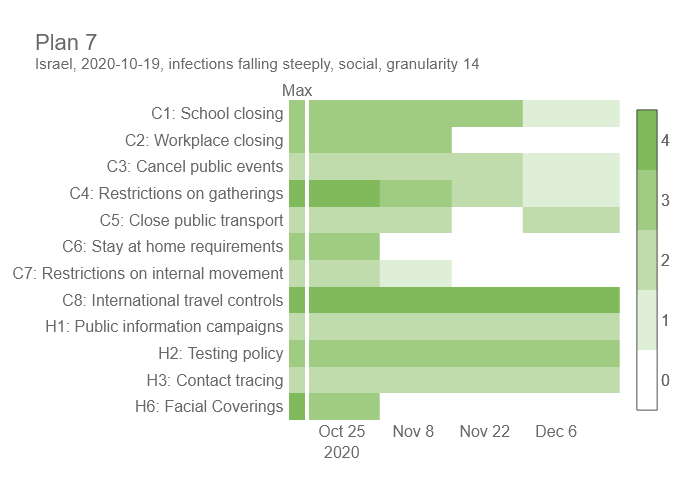 Plan 7
Israel, 2020-10-19, infections falling steeply, social, granularity 14
Max
C1: School closing
C2: Workplace closing
C3: Cancel public events
C4: Restrictions on gatherings
C5: Close public transport
C6: Stay at home requirements
C7: Restrictions on internal movement
C8: International travel controls
H1: Public information campaigns
H2: Testing policy
H3: Contact tracing
H6: Facial Coverings
Oct 25 Nov 8 Nov 22 Dec 6
2020
4
3
2
1
0